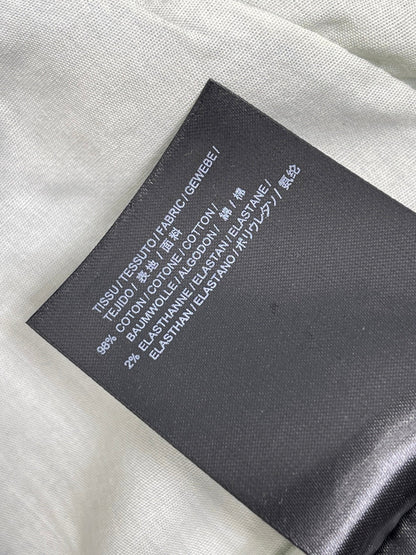 TISSU / TESSUTO / FABRIC / GEWEBE /
TEJIDO / 表地 / 面料
98% COTON / COTONE / COTTON /
BAUMWOLLE / ALGODON / 綿 / 棉
2% ELASTHANNE / ELASTAN / ELASTANE /
ELASTHAN / ELASTANO / ポリウレタン / 氨纶